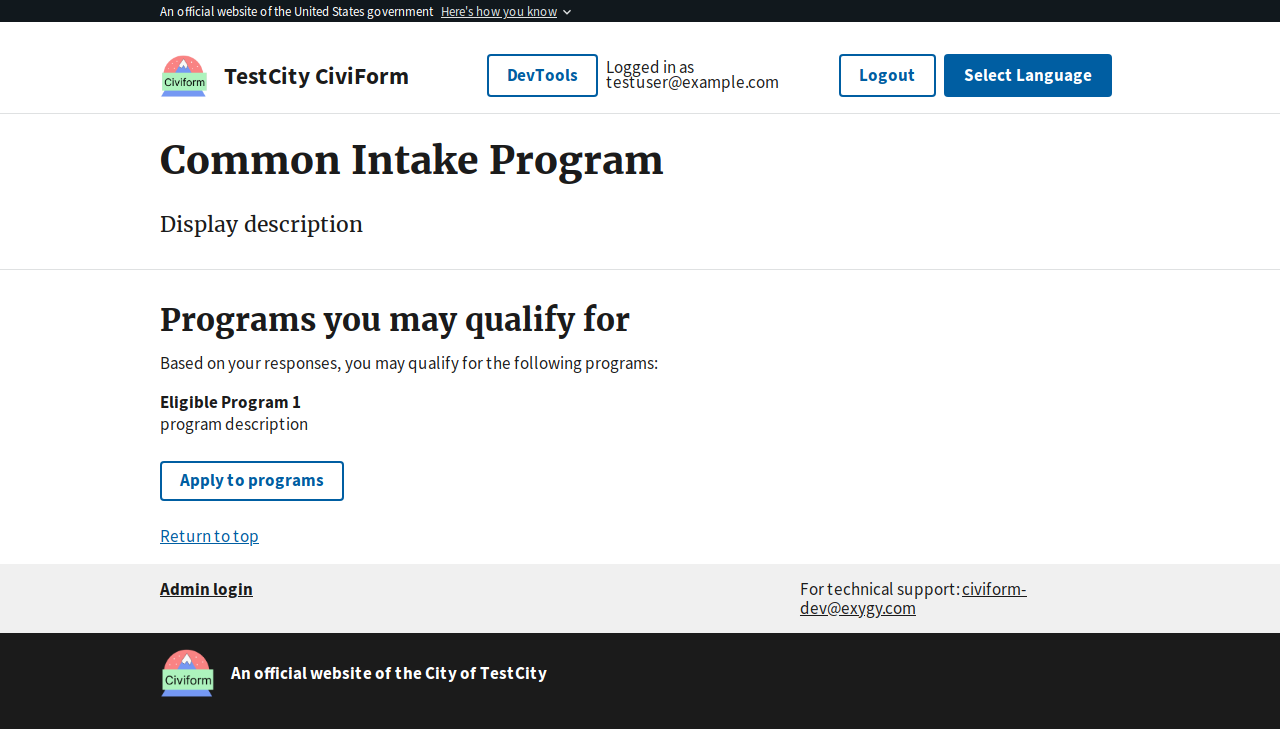 An official website of the United States government Here's how you know
Civiform
TestCity CiviForm
DevTools
Logged in as
testuser@example.com
Logout
Select Language
Common Intake Program
Display description
Programs you may qualify for
Based on your responses, you may qualify for the following programs:
Eligible Program 1
program description
Apply to programs
Return to top
Admin login
For technical support: civiform-
dev@exygy.com
Civiform
An official website of the City of TestCity